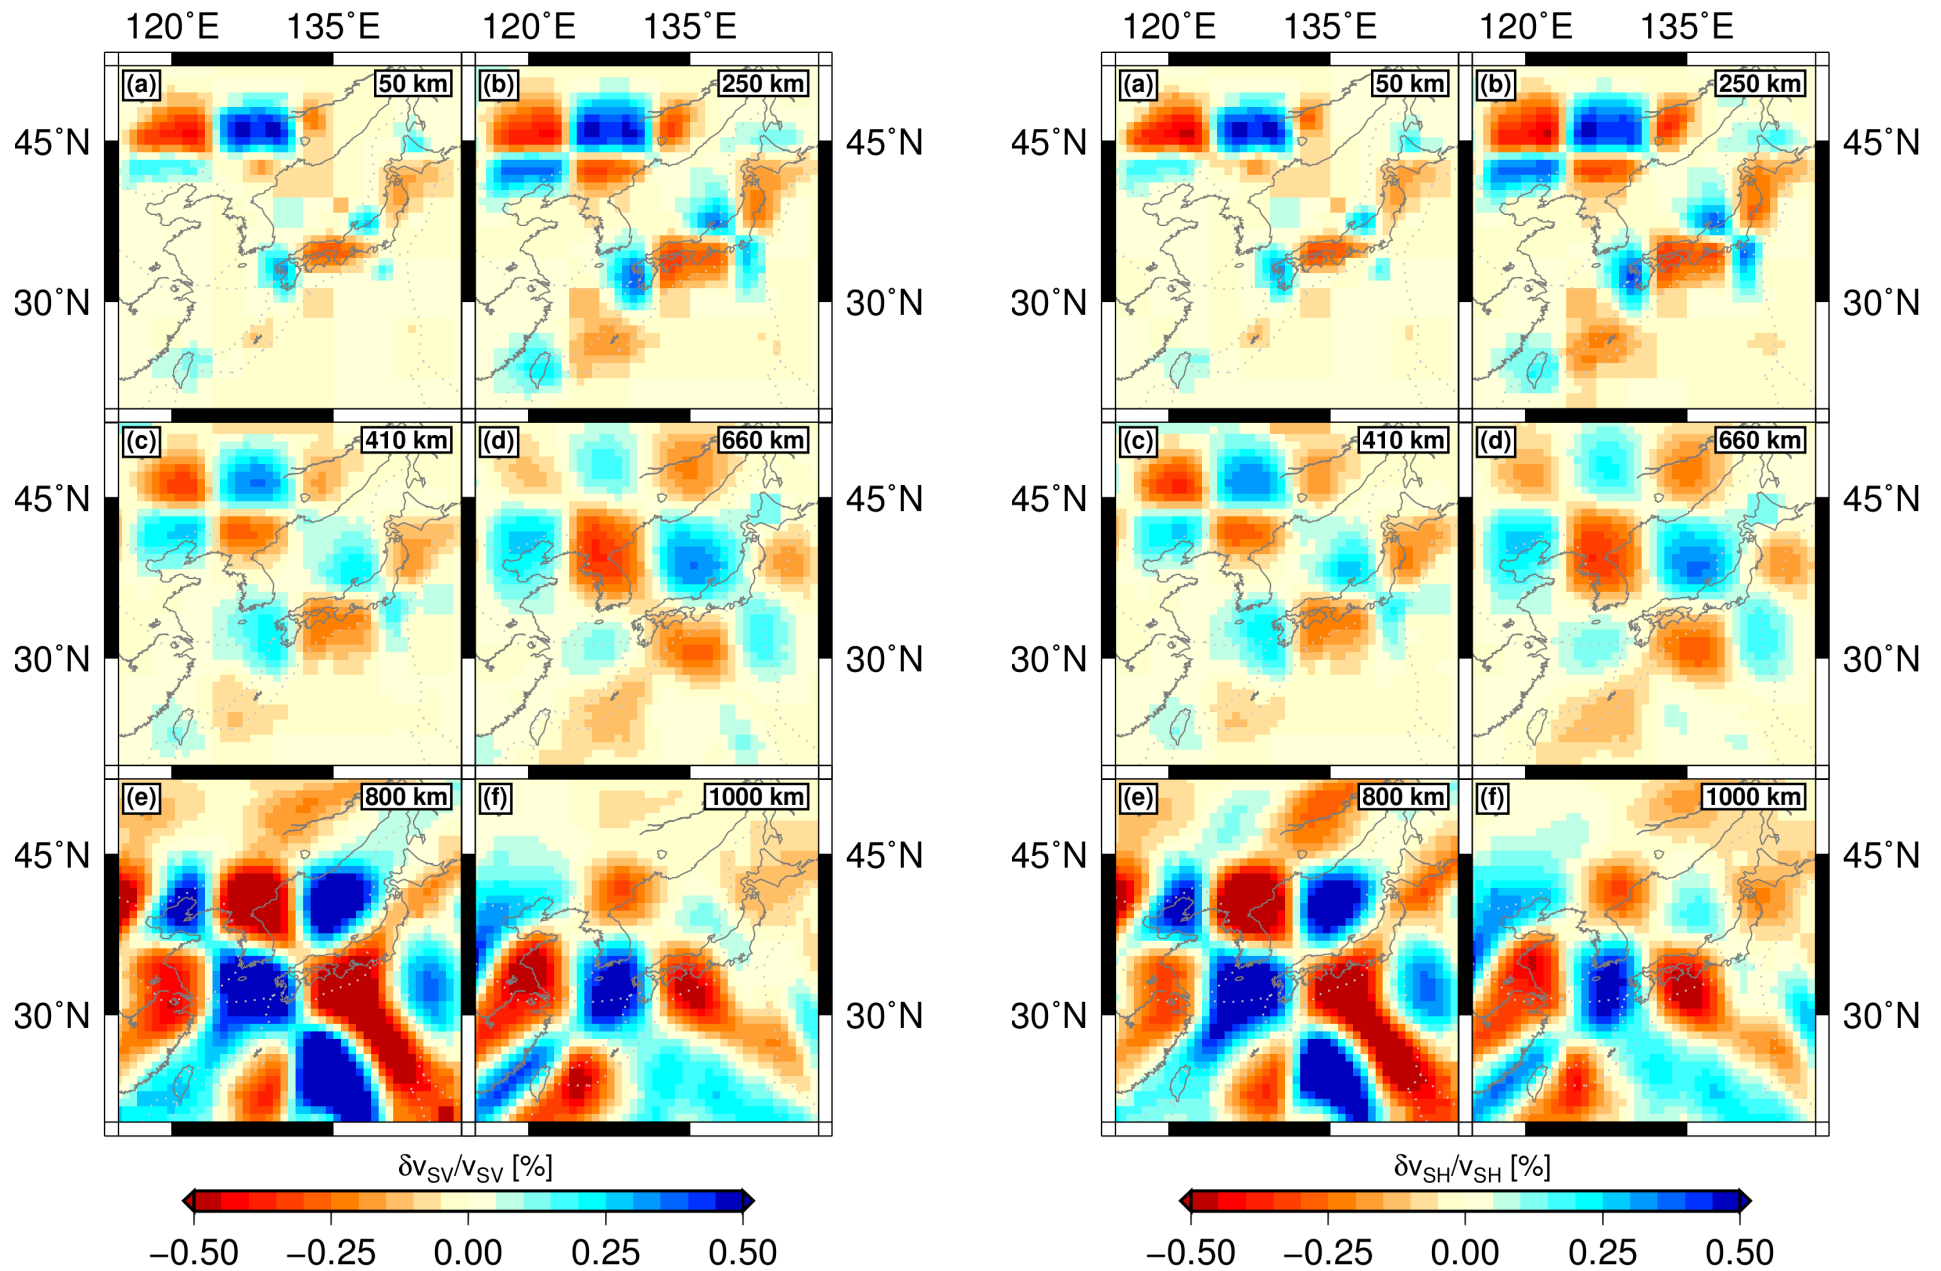 120˚E 135˚E 120˚E 135˚E 120˚E 135˚E 120˚E 135˚E
(a) 50 km (b) 250 km (a) 50 km (b) 250 km
45˚N 45˚N 45˚N 45˚N
30˚N 30˚N 30˚N 30˚N
(c) 410 km (d) 660 km (c) 410 km (d) 660 km
45˚N 45˚N 45˚N 45˚N
30˚N 30˚N 30˚N 30˚N
(e) 800 km (f) 1000 km (e) 800 km (f) 1000 km
45˚N 45˚N 45˚N 45˚N
30˚N 30˚N 30˚N 30˚N
δvSV/vSV [%] δvSH/vSH [%]
−0.50 −0.25 0.00 0.25 0.50 −0.50 −0.25 0.00 0.25 0.50